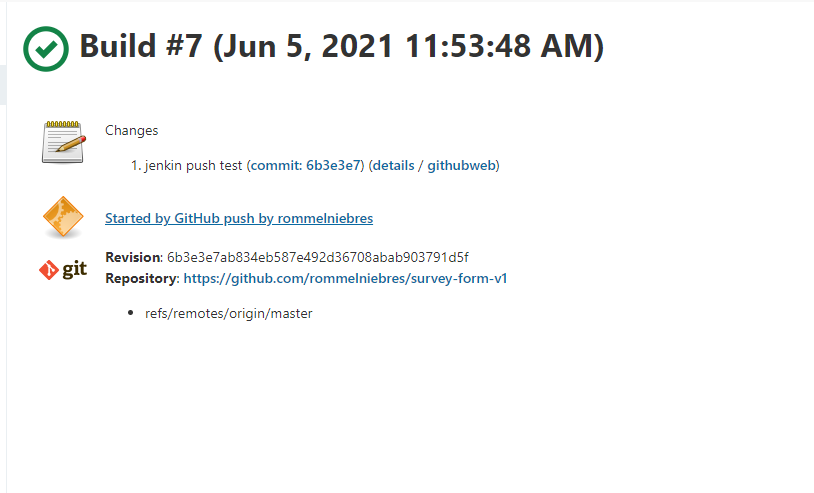 Build #7 (Jun 5, 2021 11:53:48 AM)
Changes
1. jenkin push test (commit: 6b3e3e7) (details / githubweb)
Started by GitHub push by rommelniebres
git
Revision: 6b3e3e7ab834eb587e492d36708abab903791d5f
Repository: https://github.com/rommelniebres/survey-form-v1
• refs/remotes/origin/master